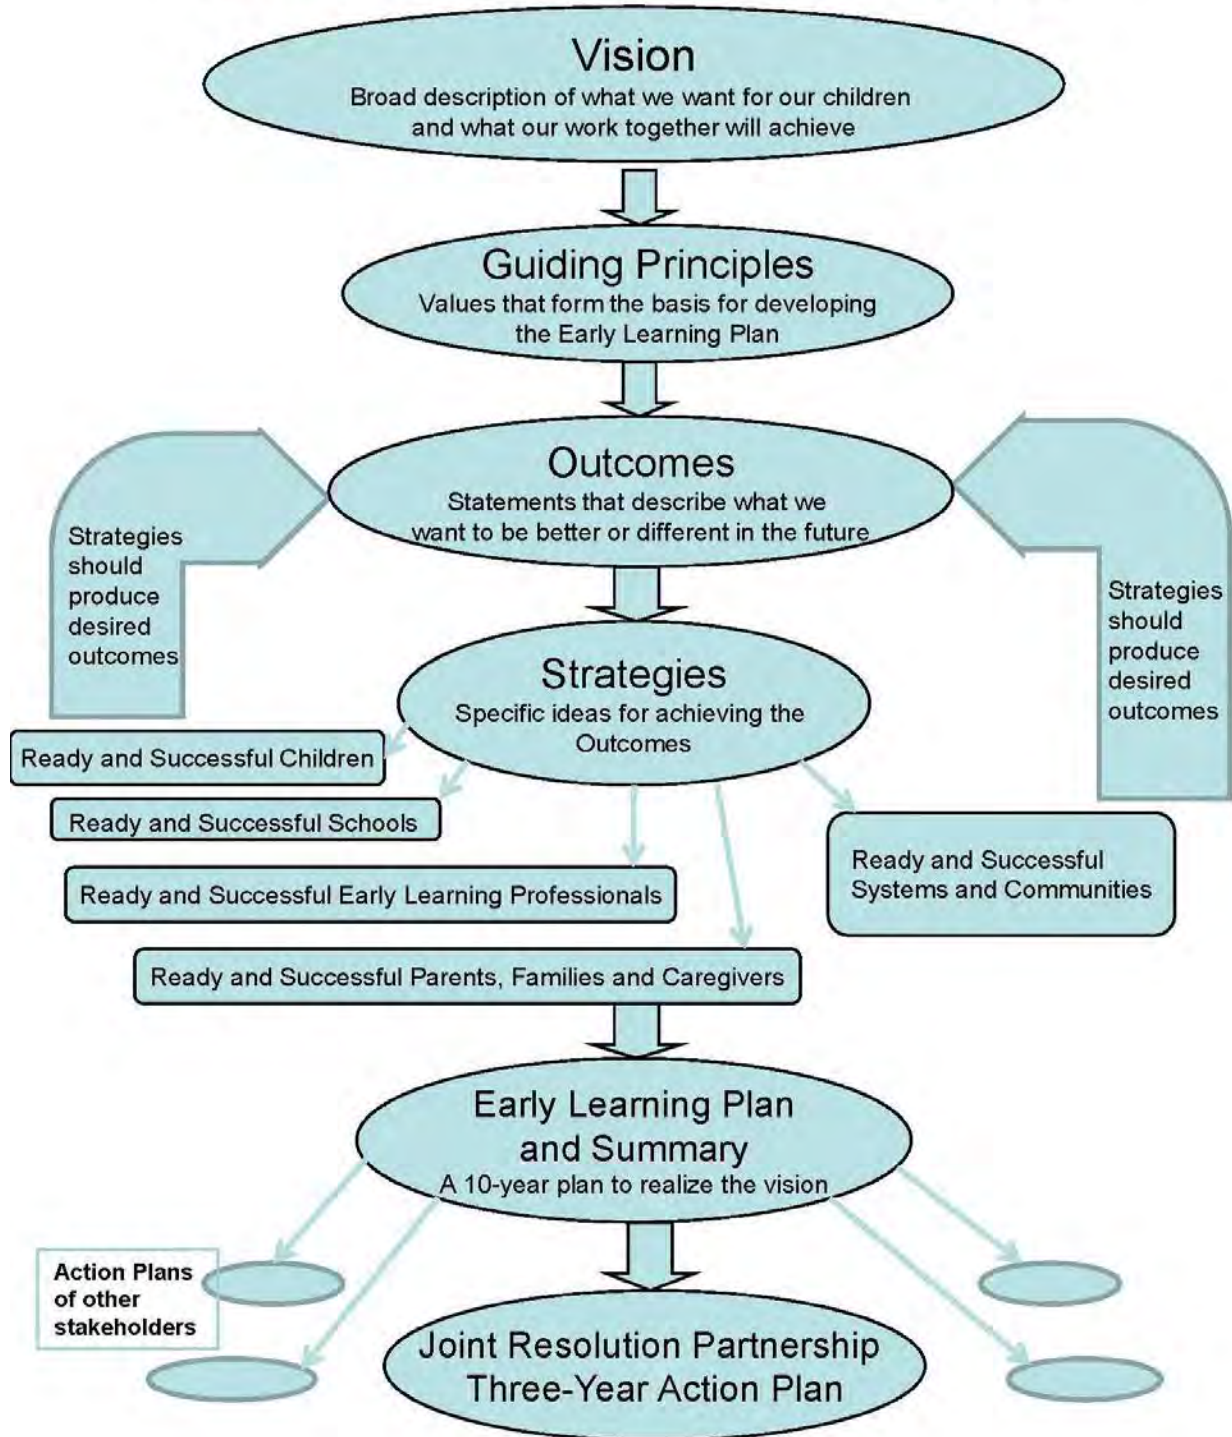 Vision
Broad description of what we want for our children
and what our work together will achieve
Guiding Principles
Values that form the basis for developing
the Early Learning Plan
Outcomes
Statements that describe what we
want to be better or different in the future
Strategies
should
produce
desired
outcomes
Strategies
should
produce
desired
outcomes
Strategies
Specific ideas for achieving the
Outcomes
Ready and Successful Children
Ready and Successful Schools
Ready and Successful Early Learning Professionals
Ready and Successful
Systems and Communities
Ready and Successful Parents, Families and Caregivers
Early Learning Plan
and Summary
A 10-year plan to realize the vision
Action Plans
of other
stakeholders
Joint Resolution Partnership
Three-Year Action Plan